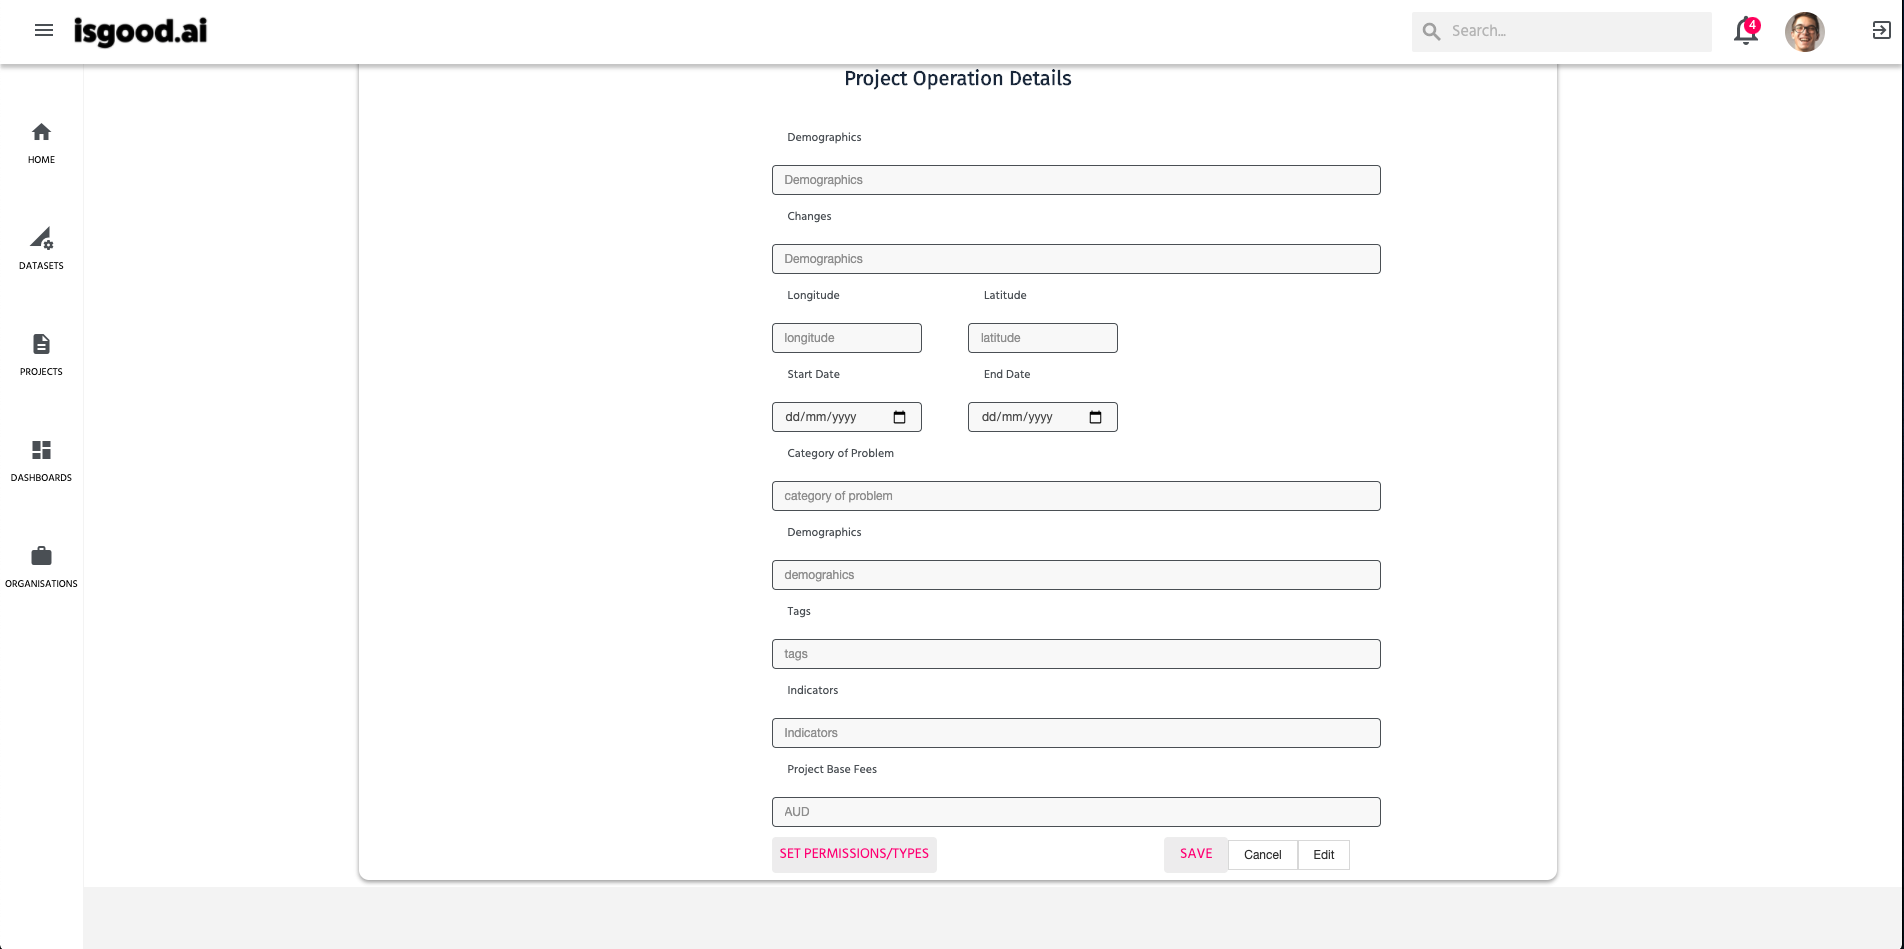 isgood.ai
Search...
4
Project Operation Details
HOME
DATASETS
PROJECTS
DASHBOARDS
ORGANISATIONS
Demographics
Demographics
Changes
Demographics
Longitude Latitude
longitude latitude
Start Date End Date
dd/mm/yyyy dd/mm/yyyy
Category of Problem
category of problem
Demographics
demograhics
Tags
tags
Indicators
Indicators
Project Base Fees
AUD
SET PERMISSIONS/TYPES SAVE Cancel Edit